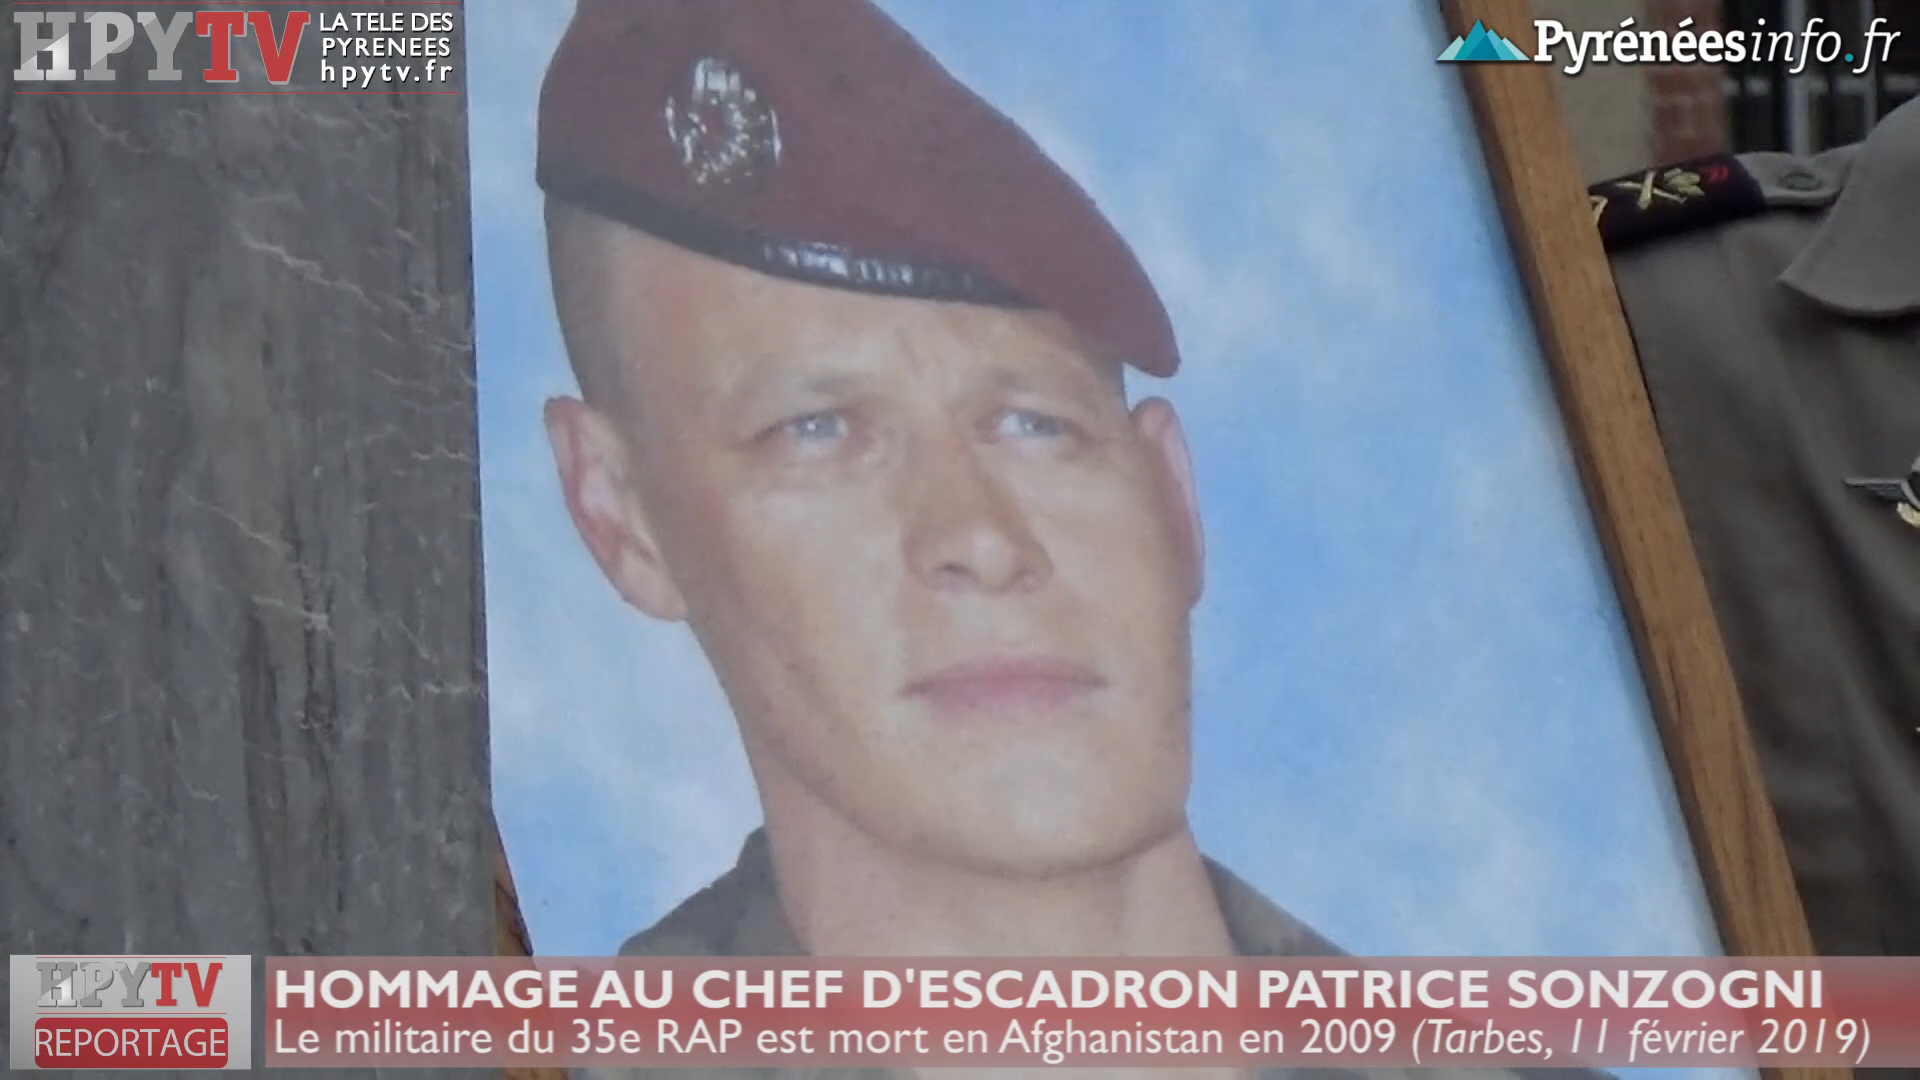 HPYTV
LA TELE DES
PYRENEES
hpytv.fr
Pyrénéesinfo.fr
HPYTV
REPORTAGE
HOMMAGE AU CHEF D'ESCADRON PATRICE SONZOGNI
Le militaire du 35e RAP est mort en Afghanistan en 2009 (Tarbes, 11 février 2019)